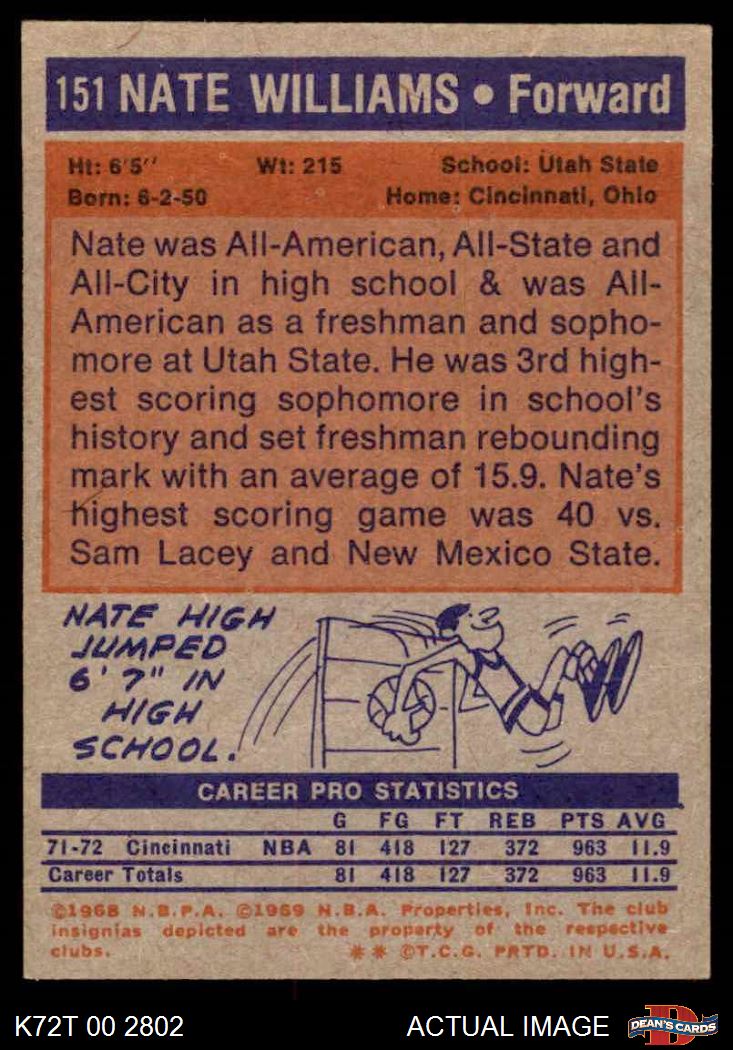 151 NATE WILLIAMS • Forward
Ht: 6'5'' Wt: 215 School: Utah State
Born: 6-2-50 Home: Cincinnati, Ohio
Nate was All-American, All-State and
All-City in high school & was All-
American as a freshman and sopho-
more at Utah State. He was 3rd high-
est scoring sophomore in school's
history and set freshman rebounding
mark with an average of 15.9. Nate's
highest scoring game was 40 vs.
Sam Lacey and New Mexico State.
NATE HIGH
JUMPED
6' 7" IN
HIGH
SCHOOL.
CAREER PRO STATISTICS
G FG FT REB PTS AVG
71-72 Cincinnati NBA 81 418 127 372 963 11.9
Career Totals 81 418 127 372 963 11.9
©1968 N.B.P.A. ©1969 N.B.A. Properties, Inc. The club
insignias depicted are the property of the respective
clubs. ** ©T.C.G. PRTD. IN U.S.A.
K72T 00 2802 ACTUAL IMAGE D DEAN'S CARDS